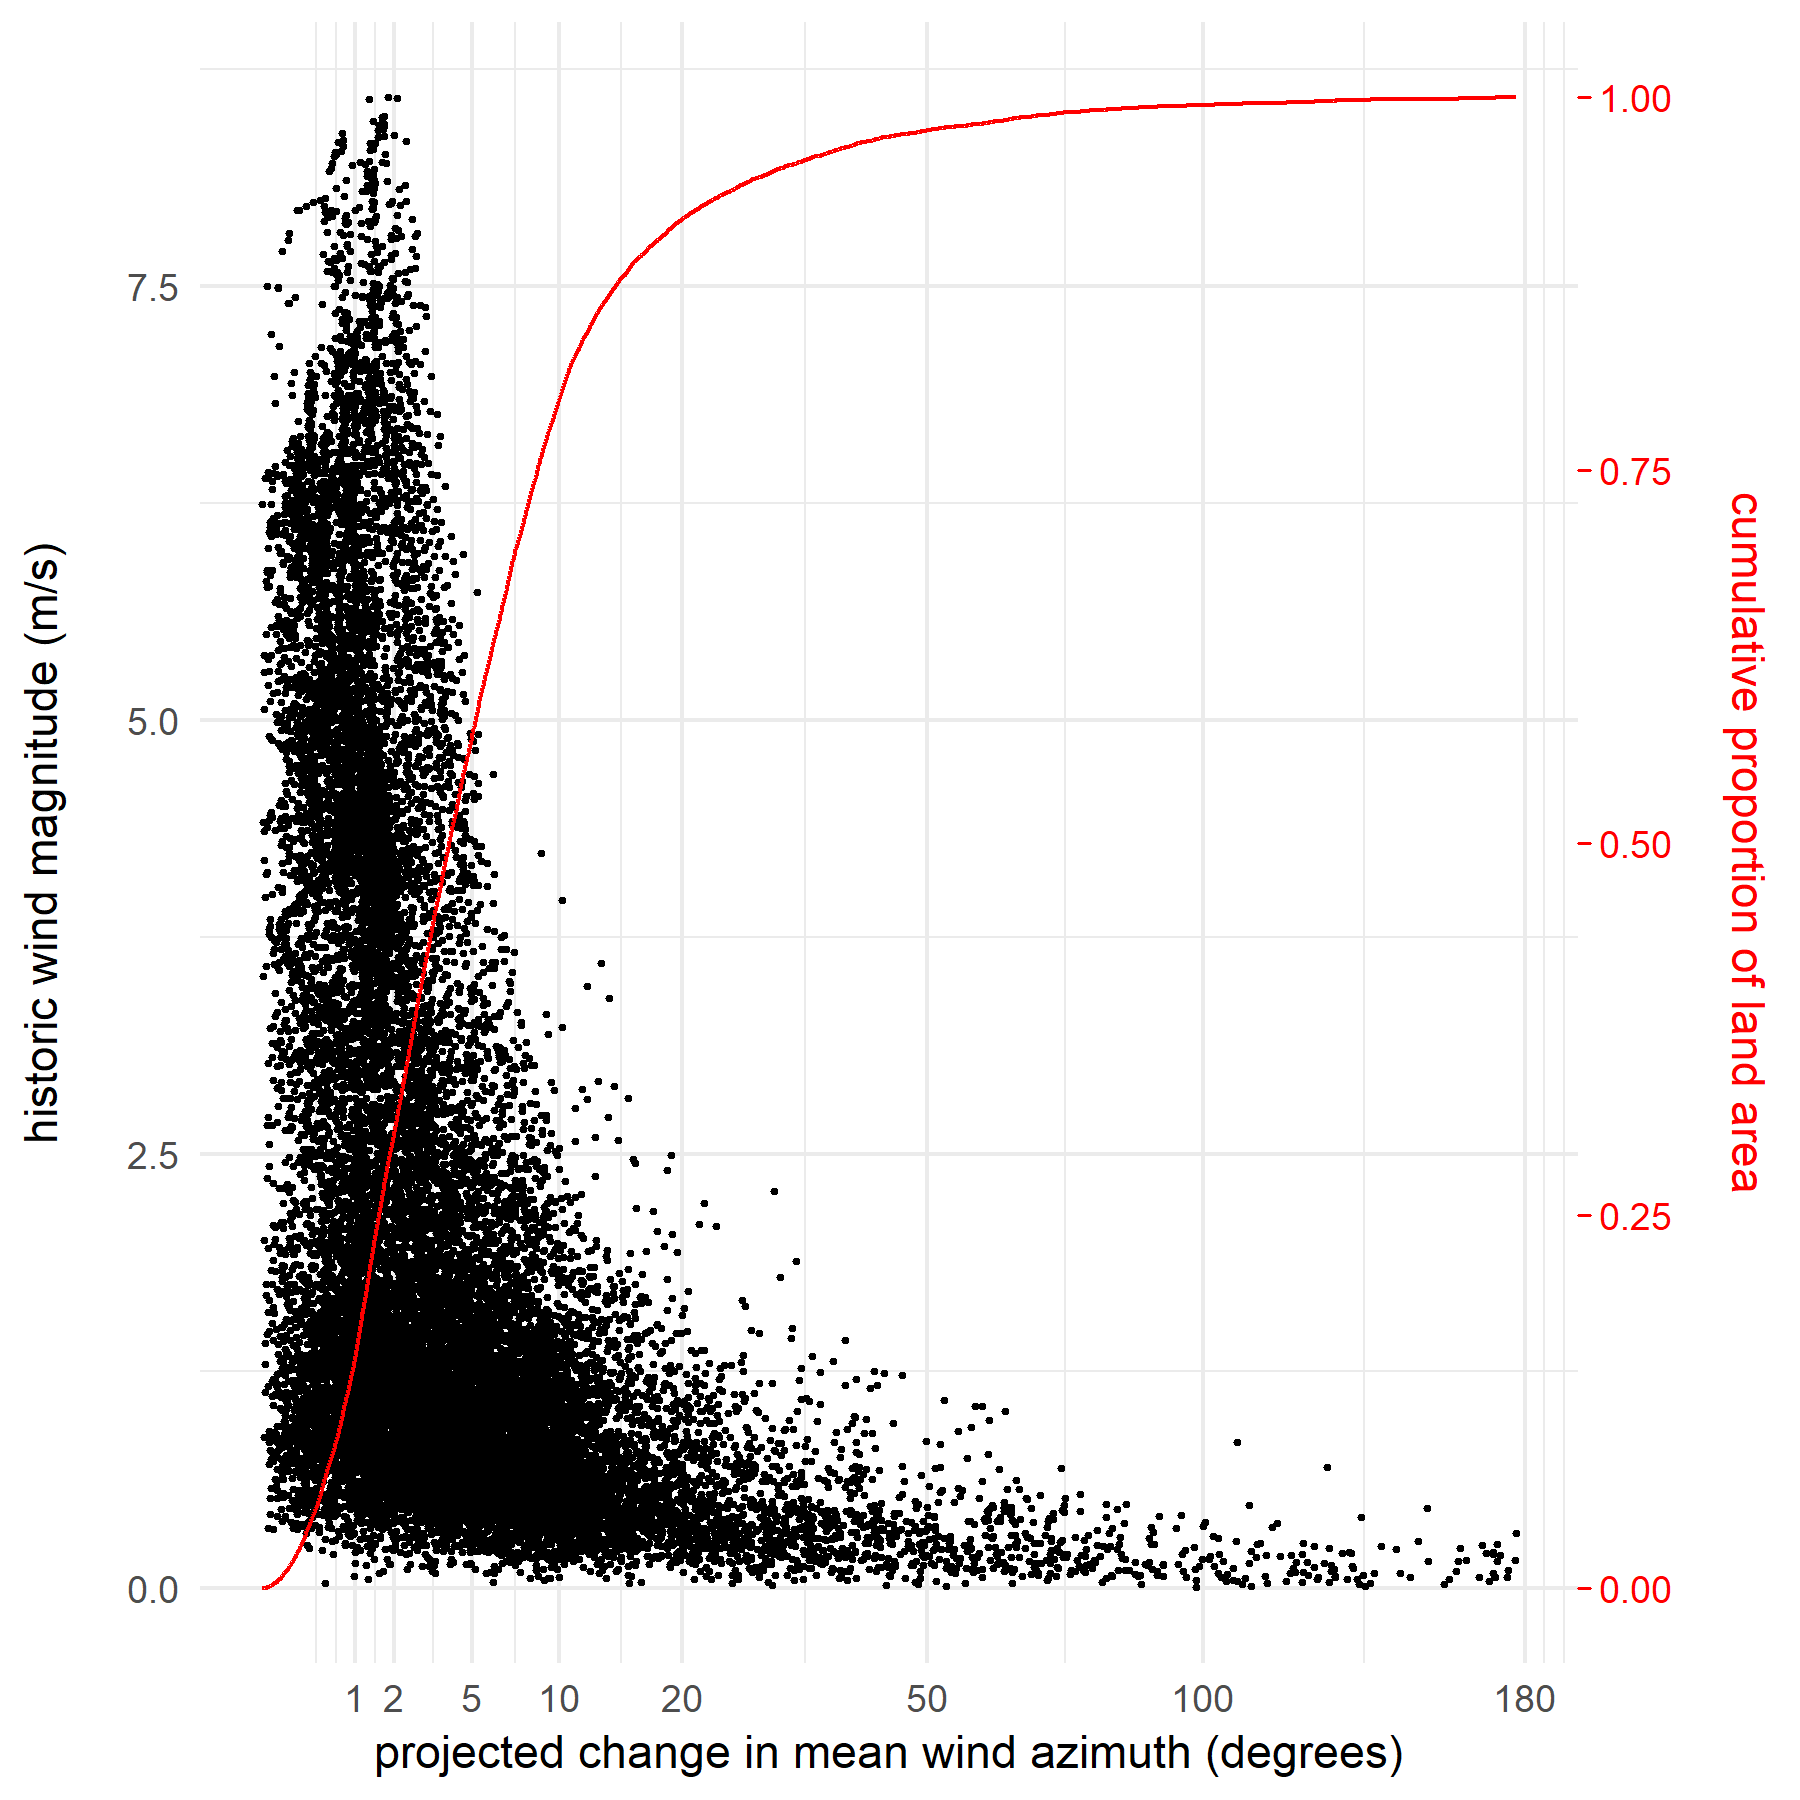 historic wind magnitude (m/s)
7.5
5.0
2.5
0.0
1 2 5 10 20 50 100 180
projected change in mean wind azimuth (degrees)
1.00
0.75
0.50
0.25
0.00
cumulative proportion of land area